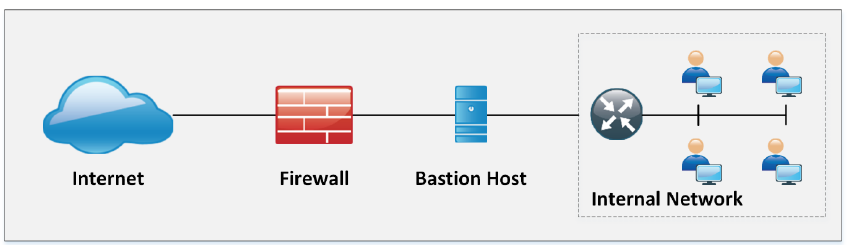 Internet
Firewall
Bastion Host
Internal Network